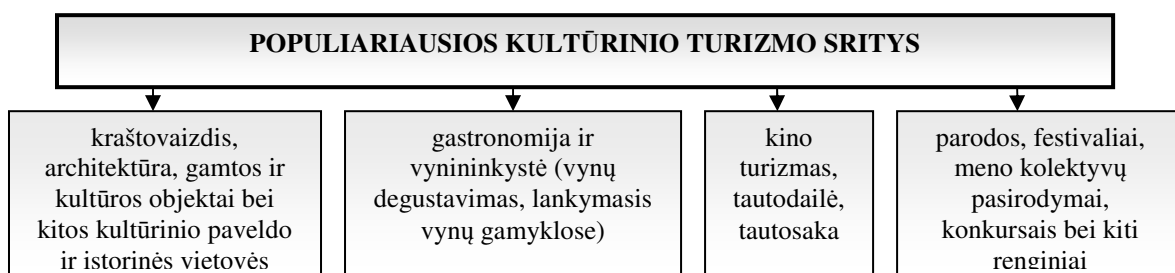 POPULIARIAUSIOS KULTŪRINIO TURIZMO SRITYS
kraštovaizdis,
architektūra, gamtos ir
kultūros objektai bei
kitos kultūrinio paveldo
ir istorinės vietovės
gastronomija ir
vynininkystė (vynų
degustavimas, lankymasis
vynų gamyklose)
kino
turizmas,
tautodailė,
tautosaka
parodos, festivaliai,
meno kolektyvų
pasirodymai,
konkursais bei kiti
renginiai